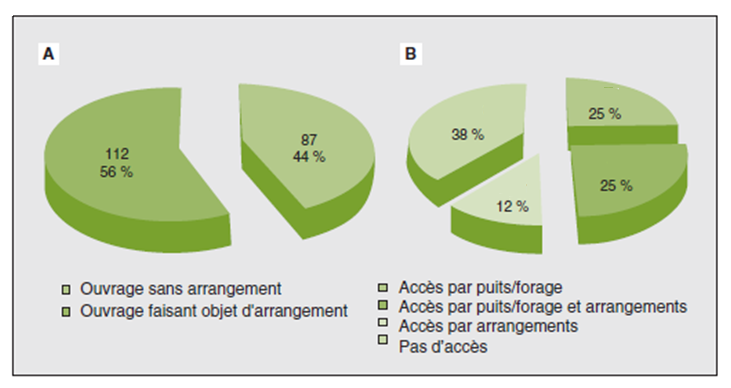 A
B
112
56 %
87
44 %
38 %
25 %
12 %
25 %
Ouvrage sans arrangement
Ouvrage faisant objet d'arrangement
Accès par puits/forage
Accès par puits/forage et arrangements
Accès par arrangements
Pas d'accès